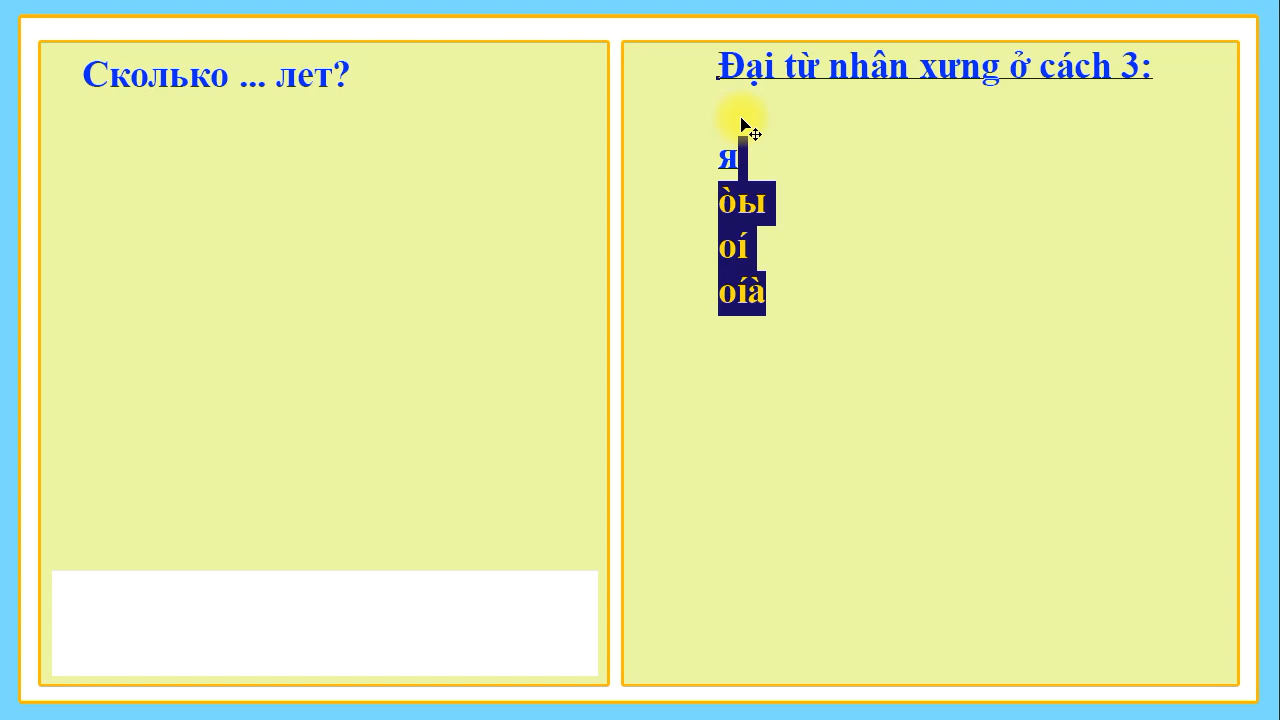 Сколько ... лет?
Đại từ nhân xưng ở cách 3:
я
òы
oí
oíà